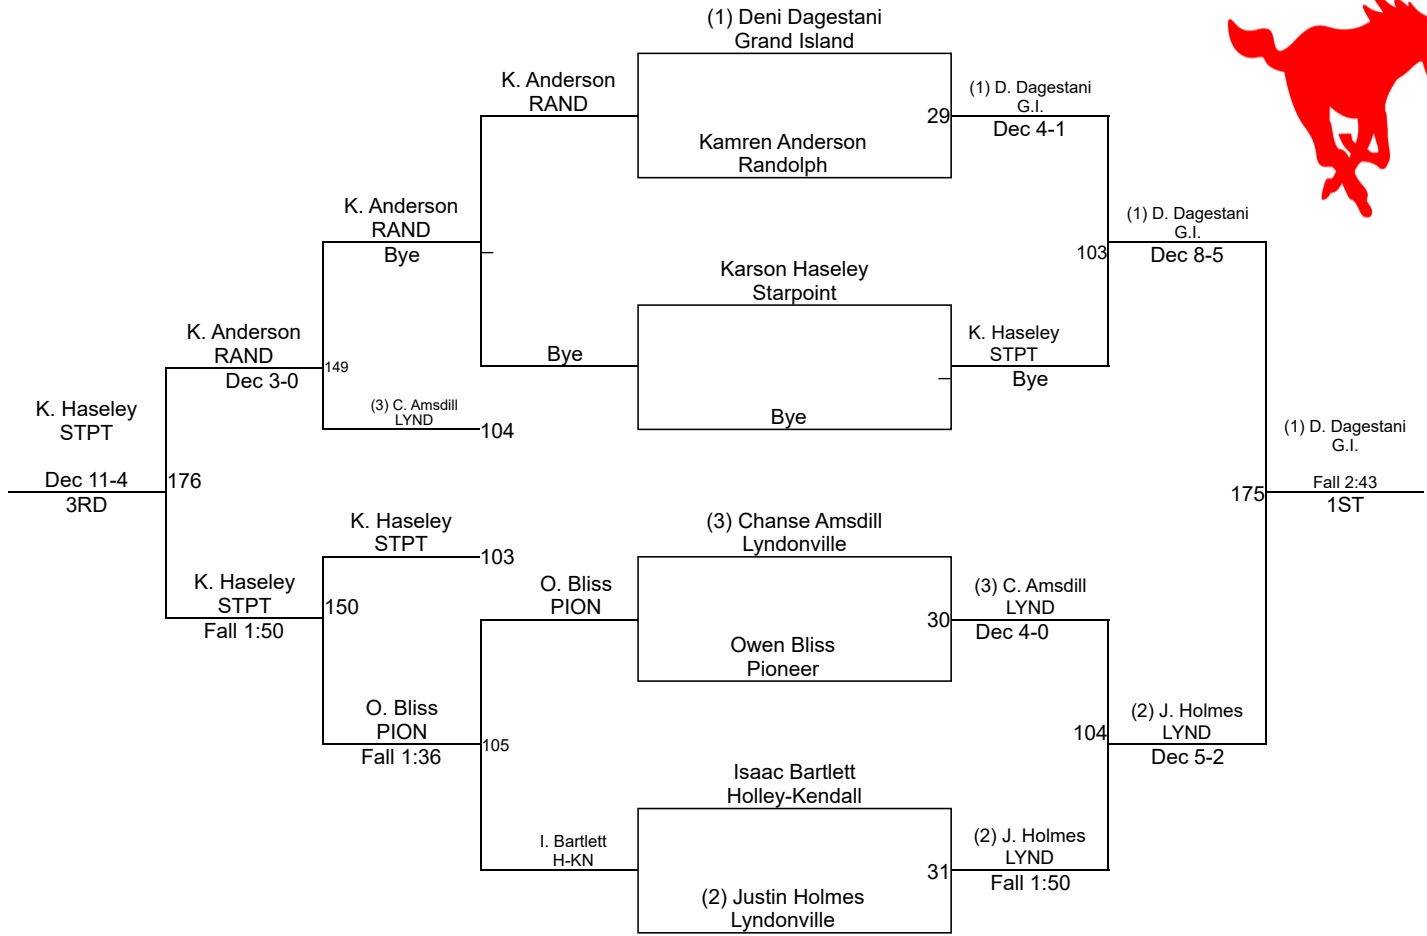 (1) Deni Dagestani
Grand Island
K. Anderson
RAND
29
(1) D. Dagestani
G.I.
Dec 4-1
Kamren Anderson
Randolph
K. Anderson
RAND
Bye
–
(1) D. Dagestani
G.I.
103
Dec 8-5
Karson Haseley
Starpoint
K. Anderson
RAND
149
Dec 3-0
Bye
K. Haseley
STPT
–
Bye
Bye
(3) C. Amsdill
LYND
104
K. Haseley
STPT
Dec 11-4
176
3RD
(1) D. Dagestani
G.I.
175
Fall 2:43
1ST
K. Haseley
STPT
103
(3) Chanse Amsdill
Lyndonville
K. Haseley
STPT
150
Fall 1:50
O. Bliss
PION
30
(3) C. Amsdill
LYND
Dec 4-0
Owen Bliss
Pioneer
O. Bliss
PION
105
Fall 1:36
104
(2) J. Holmes
LYND
Dec 5-2
Isaac Bartlett
Holley-Kendall
I. Bartlett
H-KN
31
(2) J. Holmes
LYND
Fall 1:50
(2) Justin Holmes
Lyndonville